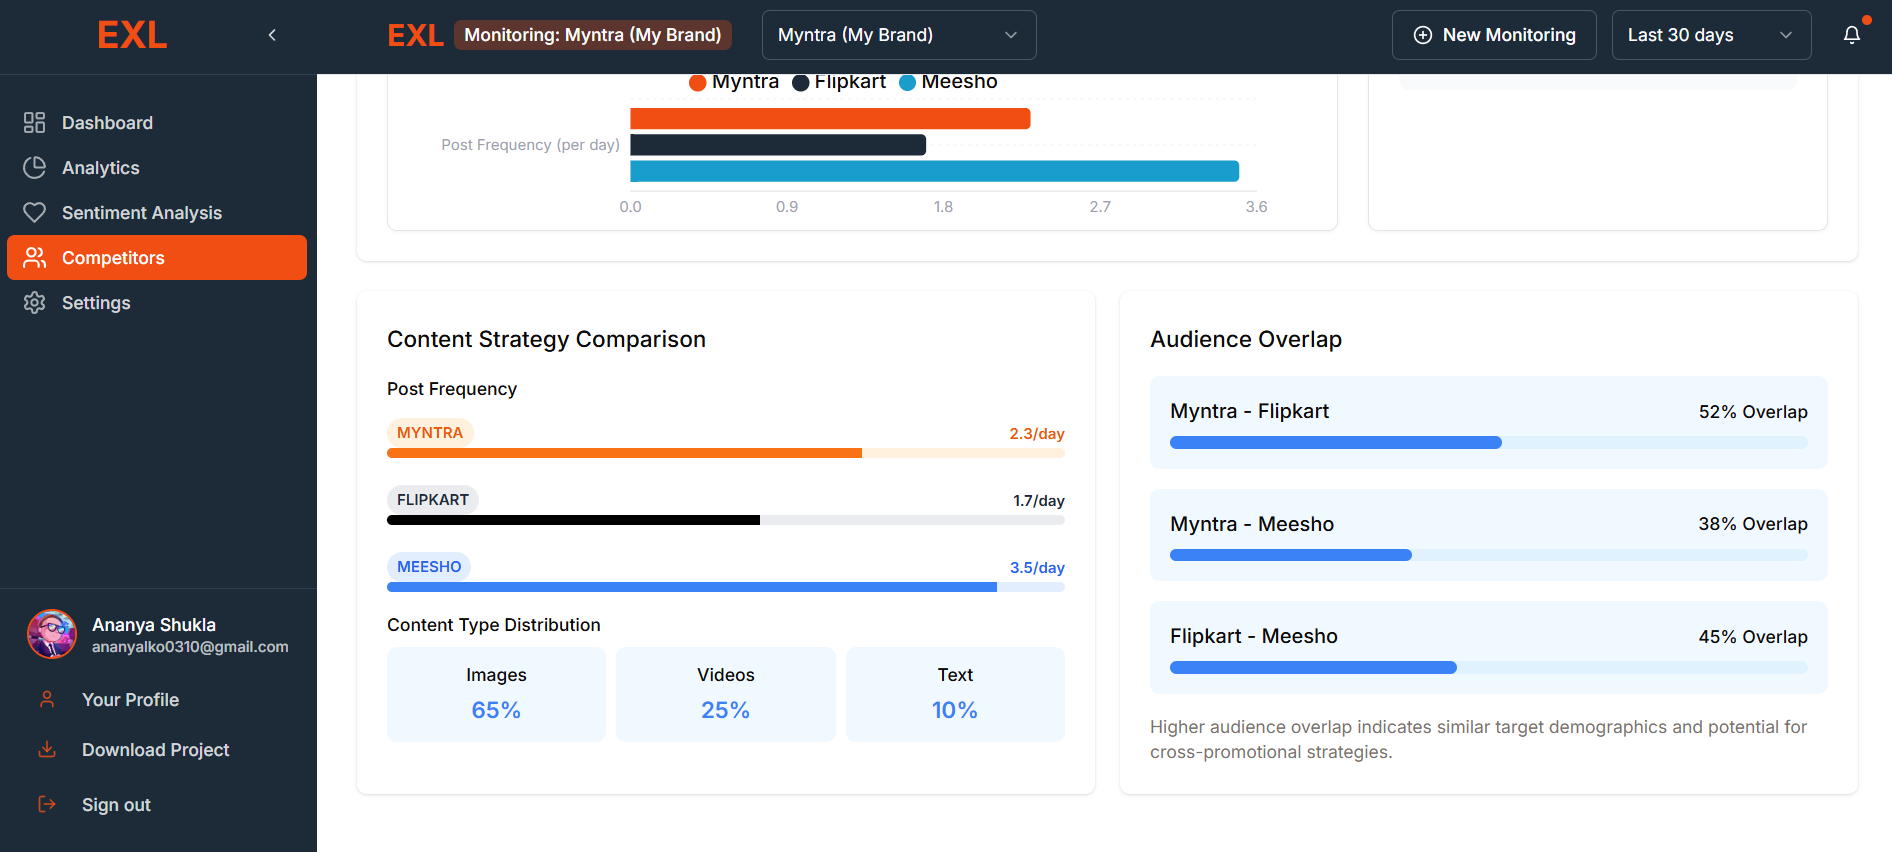 EXL
EXL
Monitoring: Myntra (My Brand)
Myntra (My Brand)
New Monitoring
Last 30 days
Dashboard
Analytics
Sentiment Analysis
Competitors
Settings
Ananya Shukla
ananyalko0310@gmail.com
Your Profile
Download Project
Sign out
Myntra Flipkart Meesho
Post Frequency (per day)
0.0 0.9 1.8 2.7 3.6
Content Strategy Comparison
Post Frequency
MYNTRA 2.3/day
FLIPKART 1.7/day
MEESHO 3.5/day
Content Type Distribution
Images Videos Text
65% 25% 10%
Audience Overlap
Myntra - Flipkart 52% Overlap
Myntra - Meesho 38% Overlap
Flipkart - Meesho 45% Overlap
Higher audience overlap indicates similar target demographics and potential for
cross-promotional strategies.